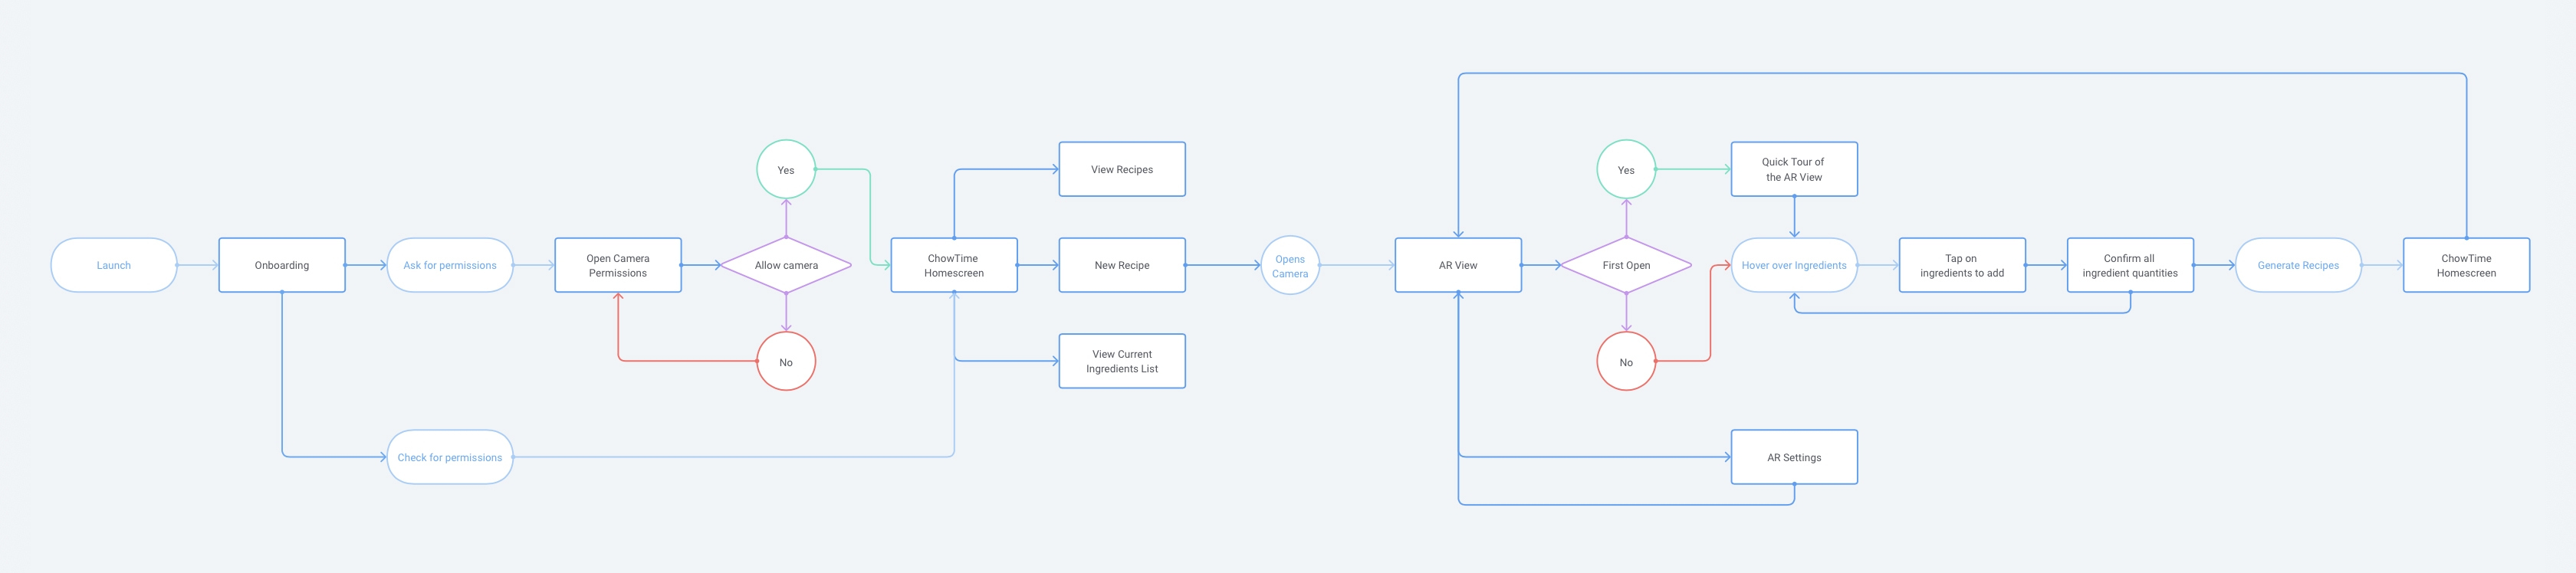 Launch
Onboarding
Ask for permissions
Open Camera
Permissions
Allow camera
Yes
No
Check for permissions
ChowTime
Homescreen
View Recipes
New Recipe
View Current
Ingredients List
Opens
Camera
AR View
First Open
Yes
No
Quick Tour of
the AR View
Hover over Ingredients
AR Settings
Tap on
ingredients to add
Confirm all
ingredient quantities
Generate Recipes
ChowTime
Homescreen